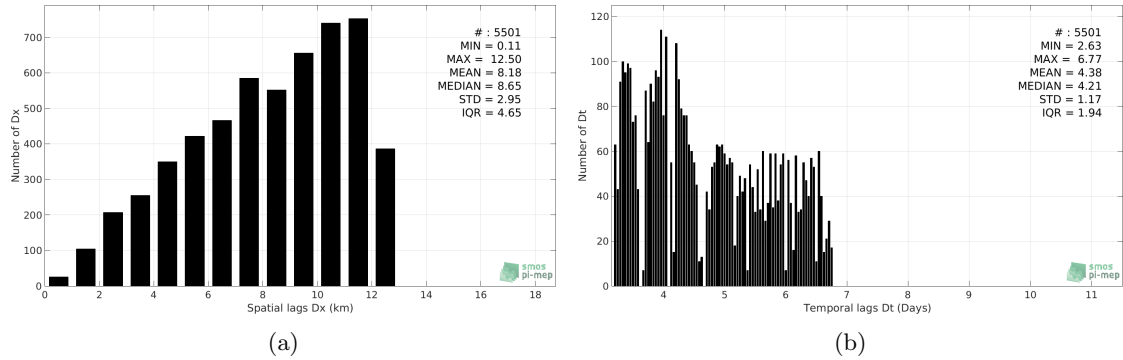 700
600
500
400
300
200
100
0
Number of Dx
# : 5501
MIN = 0.11
MAX = 12.50
MEAN = 8.18
MEDIAN = 8.65
STD = 2.95
IQR = 4.65
smos
pi-mep
0 2 4 6 8 10 12 14 16 18
Spatial lags Dx (km)
(a)
120
100
80
60
40
20
0
Number of Dt
# : 5501
MIN = 2.63
MAX = 6.77
MEAN = 4.38
MEDIAN = 4.21
STD = 1.17
IQR = 1.94
smos
pi-mep
4 5 6 7 8 9 10 11
Temporal lags Dt (Days)
(b)